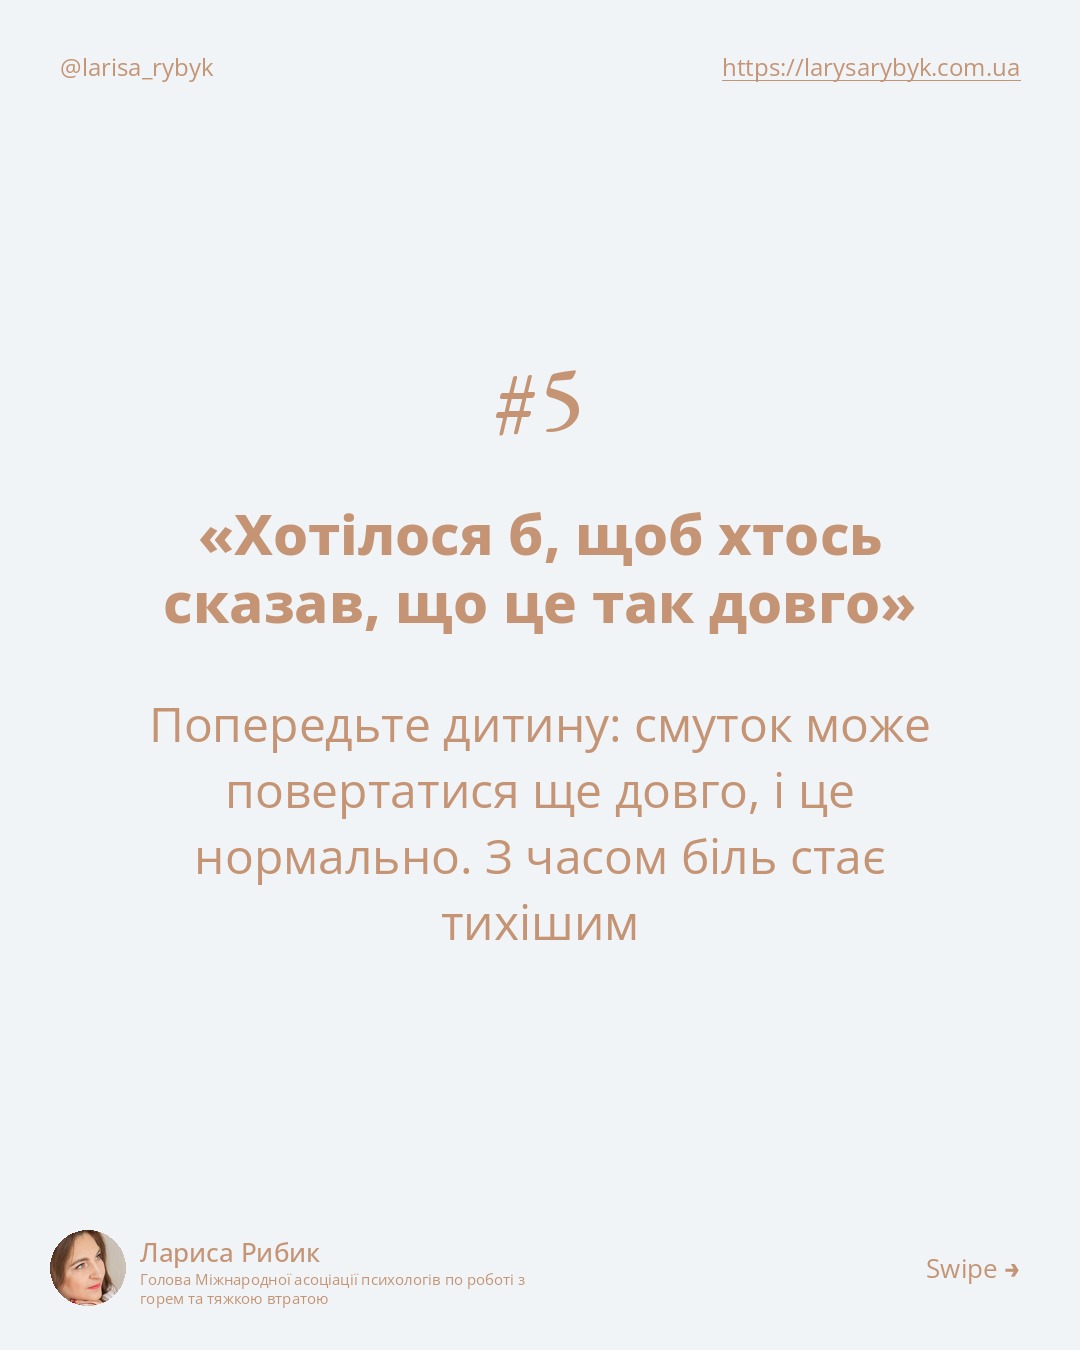 @larisa_rybyk
https://larysarybyk.com.ua
#5
«Хотілося б, щоб хтось
сказав, що це так довго»
Попередьте дитину: смуток може
повертатися ще довго, і це
нормально. З часом біль стає
тихішим
Лариса Рибик
Голова Міжнародної асоціації психологів по роботі з
горем та тяжкою втратою
Swipe →